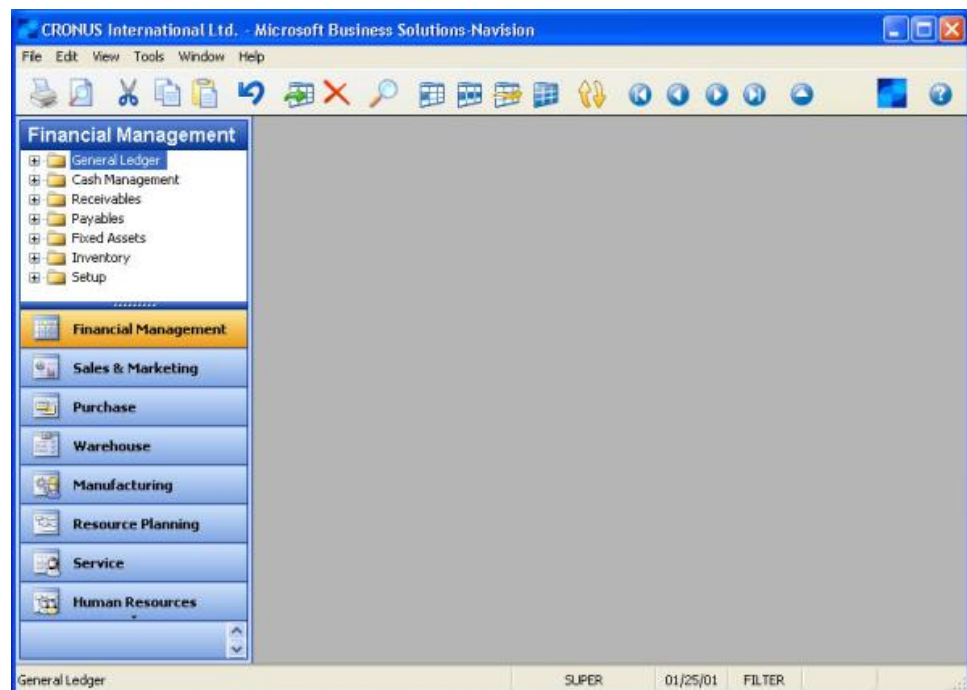 CRONUS International Ltd. - Microsoft Business Solutions-Navision
File Edit View Tools Window Help
Financial Management
General Ledger
Cash Management
Receivables
Payables
Fixed Assets
Inventory
Setup
Financial Management
Sales & Marketing
Purchase
Warehouse
Manufacturing
Resource Planning
Service
Human Resources
General Ledger SUPER 01/25/01 FILTER